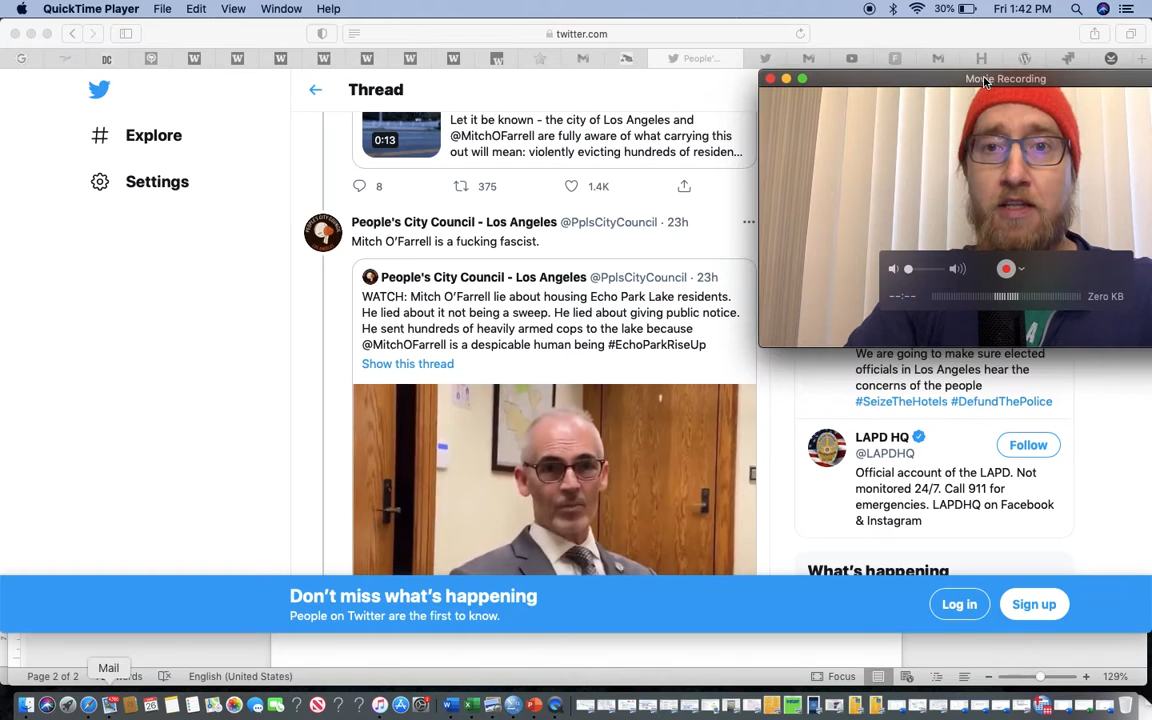 QuickTime Player File Edit View Window Help
30% Fri 1:42 PM
twitter.com
G DC W W W W W W W People'... F H
Explore
Settings
Thread
Movie Recording
0:13
Let it be known - the city of Los Angeles and
@MitchOFarrell are fully aware of what carrying this
out will mean: violently evicting hundreds of residen...
8 375 1.4K
People's City Council - Los Angeles @PplsCityCouncil · 23h
Mitch O'Farrell is a fucking fascist.
People's City Council - Los Angeles @PplsCityCouncil · 23h
WATCH: Mitch O'Farrell lie about housing Echo Park Lake residents.
He lied about it not being a sweep. He lied about giving public notice.
He sent hundreds of heavily armed cops to the lake because
@MitchOFarrell is a despicable human being #EchoParkRiseUp
Show this thread
--:-- Zero KB
We are going to make sure elected
officials in Los Angeles hear the
concerns of the people
#SeizeTheHotels #DefundThePolice
LAPD HQ
@LAPDHQ
Follow
Official account of the LAPD. Not
monitored 24/7. Call 911 for
emergencies. LAPDHQ on Facebook
& Instagram
What's happening
Don't miss what's happening
People on Twitter are the first to know.
Log in Sign up
Mail
Page 2 of 2 English (United States) Focus 129%